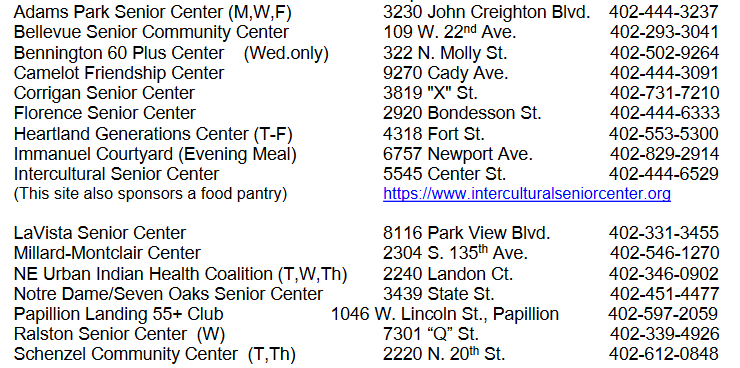 Adams Park Senior Center (M,W,F) 3230 John Creighton Blvd. 402-444-3237
Bellevue Senior Community Center 109 W. 22nd Ave. 402-293-3041
Bennington 60 Plus Center (Wed.only) 322 N. Molly St. 402-502-9264
Camelot Friendship Center 9270 Cady Ave. 402-444-3091
Corrigan Senior Center 3819 "X" St. 402-731-7210
Florence Senior Center 2920 Bondesson St. 402-444-6333
Heartland Generations Center (T-F) 4318 Fort St. 402-553-5300
Immanuel Courtyard (Evening Meal) 6757 Newport Ave. 402-829-2914
Intercultural Senior Center 5545 Center St. 402-444-6529
(This site also sponsors a food pantry) https://www.interculturalseniorcenter.org
LaVista Senior Center 8116 Park View Blvd. 402-331-3455
Millard-Montclair Center 2304 S. 135th Ave. 402-546-1270
NE Urban Indian Health Coalition (T,W,Th) 2240 Landon Ct. 402-346-0902
Notre Dame/Seven Oaks Senior Center 3439 State St. 402-451-4477
Papillion Landing 55+ Club 1046 W. Lincoln St., Papillion 402-597-2059
Ralston Senior Center (W) 7301 “Q” St. 402-339-4926
Schenzel Community Center (T,Th) 2220 N. 20th St. 402-612-0848